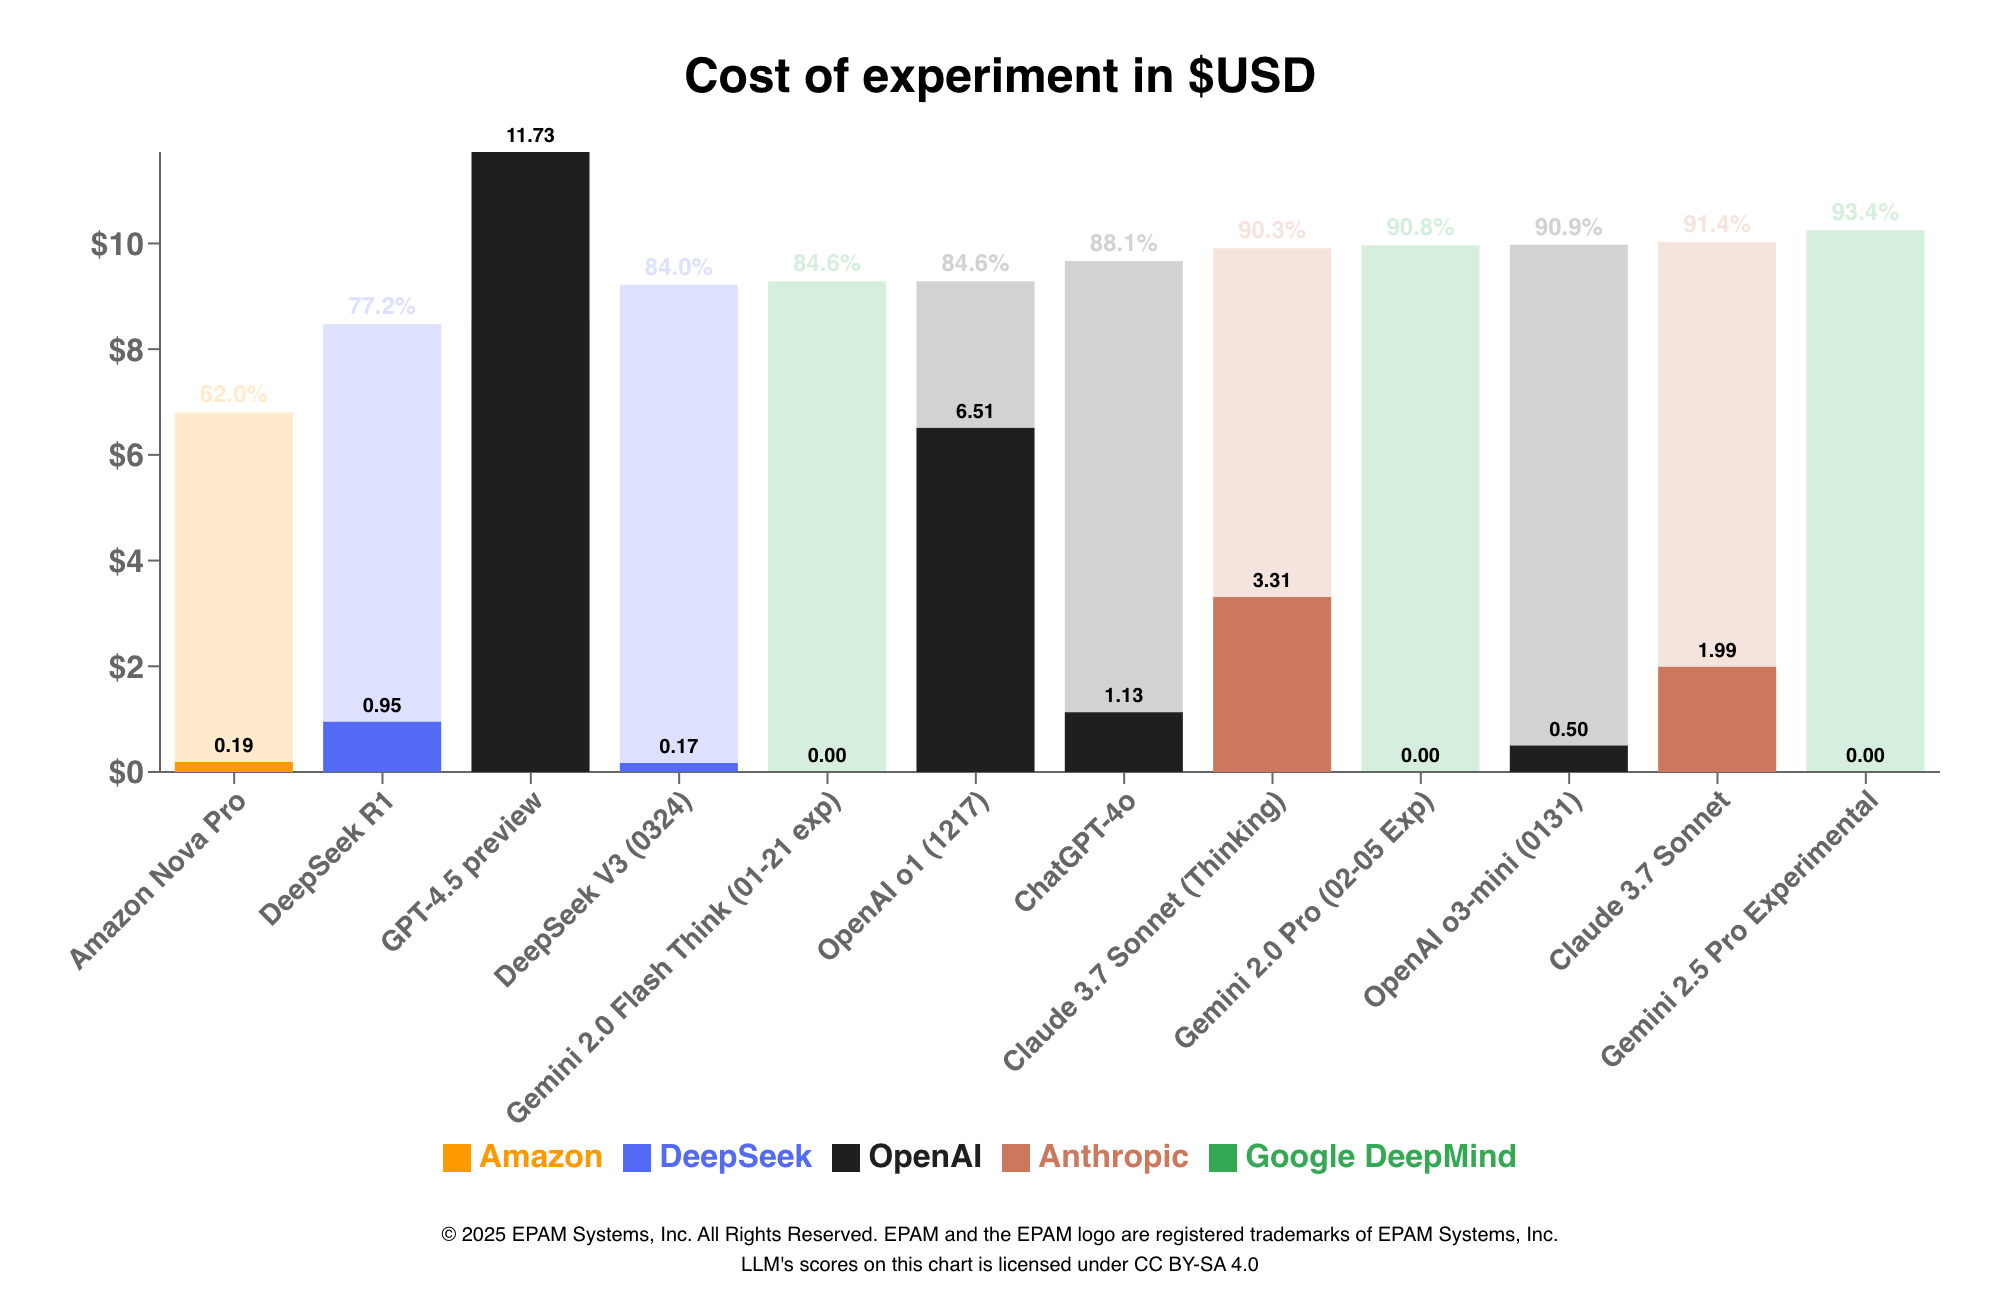 Cost of experiment in $USD
11.73
93.4%
91.4%
90.9%
90.8%
90.3%
88.1%
84.6%
84.6%
84.0%
77.2%
62.0%
$10
$8
$6
$4
$2
$0
0.19
0.95
0.17
0.00
6.51
1.13
3.31
0.00
0.50
1.99
0.00
Amazon Nova Pro
DeepSeek R1
GPT-4.5 preview
DeepSeek V3 (0324)
Gemini 2.0 Flash Think (01-21 exp)
OpenAI o1 (1217)
ChatGPT-4o
Claude 3.7 Sonnet (Thinking)
Gemini 2.0 Pro (02-05 Exp)
OpenAI o3-mini (0131)
Claude 3.7 Sonnet
Gemini 2.5 Pro Experimental
Amazon DeepSeek OpenAI Anthropic Google DeepMind
© 2025 EPAM Systems, Inc. All Rights Reserved. EPAM and the EPAM logo are registered trademarks of EPAM Systems, Inc.
LLM's scores on this chart is licensed under CC BY-SA 4.0